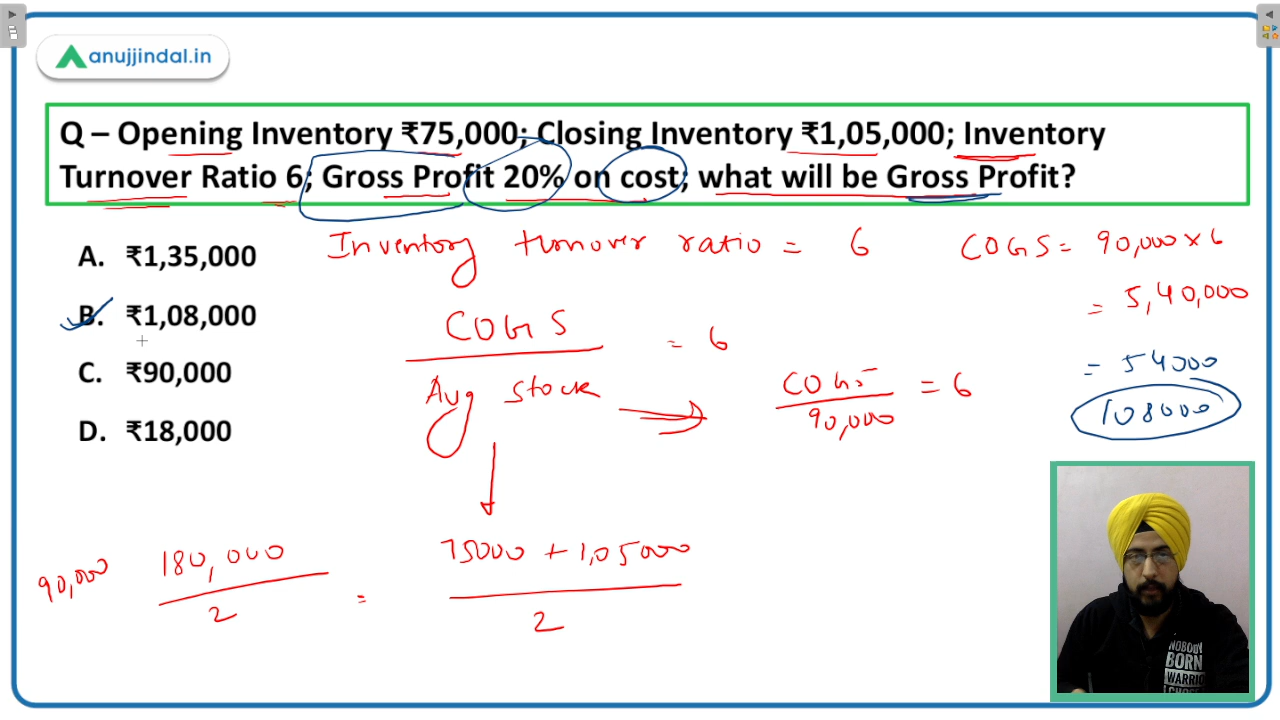 anujjindal.in
Q – Opening Inventory ₹75,000; Closing Inventory ₹1,05,000; Inventory
Turnover Ratio 6; Gross Profit 20% on cost; what will be Gross Profit?
A. ₹1,35,000
B. ₹1,08,000
C. ₹90,000
D. ₹18,000
Inventory turnover ratio = 6
COGS = 90,000 × 6
= 5,40,000
= 54000
108000
COGS
Avg stock
= 6
COGS
90,000
= 6
75000 + 1,05000
2
=
180,000
2
90,000
NOBODY
BORN
WARRIO
I CHOSE